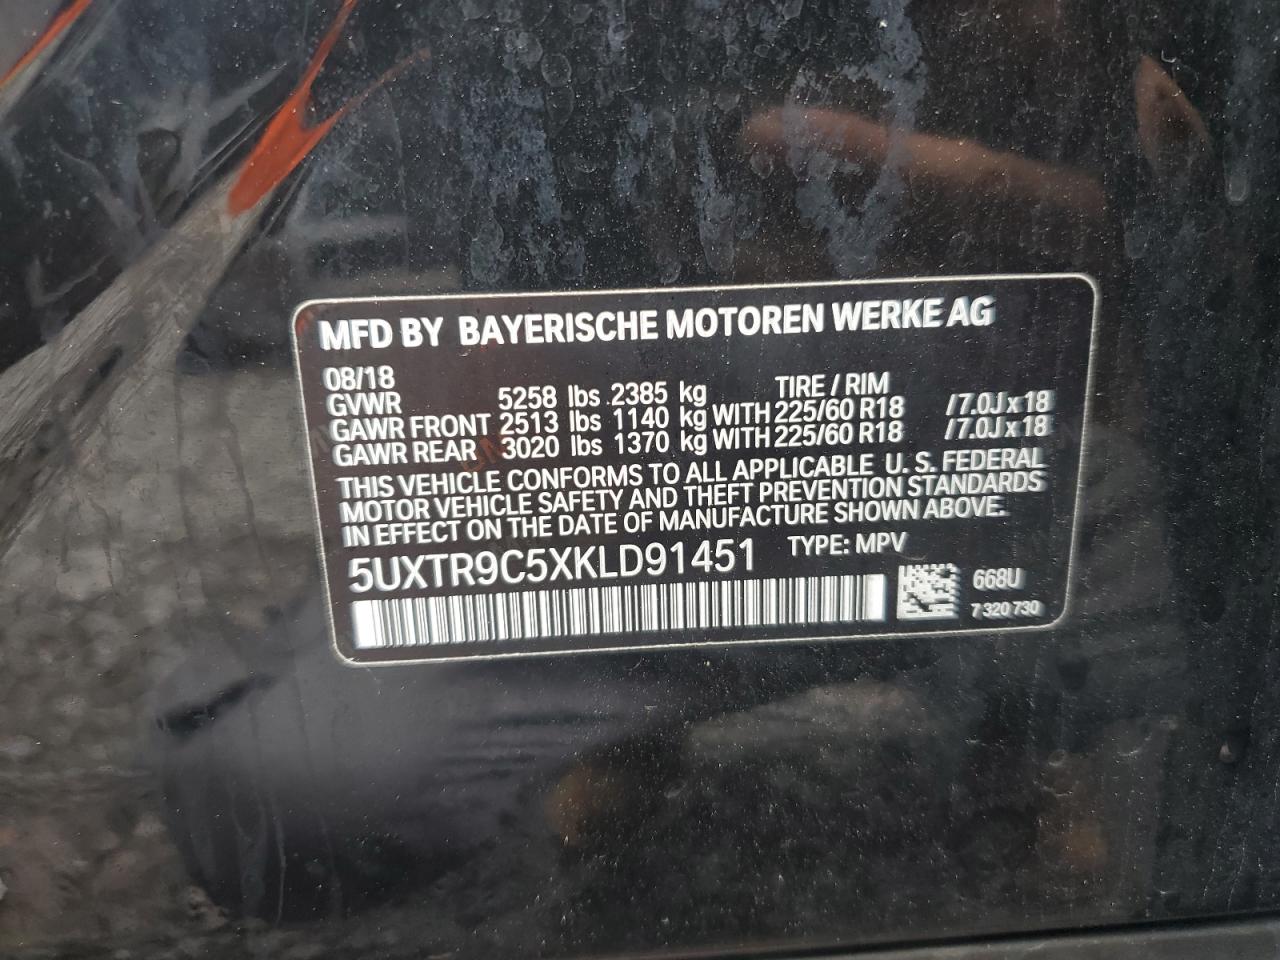 MFD BY BAYERISCHE MOTOREN WERKE AG
08/18 TIRE / RIM
GVWR 5258 lbs 2385 kg
GAWR FRONT 2513 lbs 1140 kg WITH 225/60 R18 /7.0J x 18
GAWR REAR 3020 lbs 1370 kg WITH 225/60 R18 /7.0J x 18
THIS VEHICLE CONFORMS TO ALL APPLICABLE U. S. FEDERAL
MOTOR VEHICLE SAFETY AND THEFT PREVENTION STANDARDS
IN EFFECT ON THE DATE OF MANUFACTURE SHOWN ABOVE.
5UXTR9C5XKLD91451 TYPE: MPV
668U
7 320 730